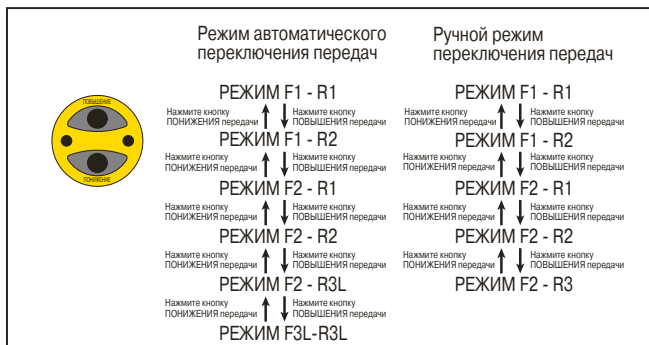 Режим автоматического
переключения передач
Ручной режим
переключения передач
ПОВЫШЕНИЕ
ПОНИЖЕНИЕ
РЕЖИМ F1 - R1
Нажмите кнопку
ПОНИЖЕНИЯ передачи
Нажмите кнопку
ПОВЫШЕНИЯ передачи
РЕЖИМ F1 - R2
Нажмите кнопку
ПОНИЖЕНИЯ передачи
Нажмите кнопку
ПОВЫШЕНИЯ передачи
РЕЖИМ F2 - R1
Нажмите кнопку
ПОНИЖЕНИЯ передачи
Нажмите кнопку
ПОВЫШЕНИЯ передачи
РЕЖИМ F2 - R2
Нажмите кнопку
ПОНИЖЕНИЯ передачи
Нажмите кнопку
ПОВЫШЕНИЯ передачи
РЕЖИМ F2 - R3L
Нажмите кнопку
ПОНИЖЕНИЯ передачи
Нажмите кнопку
ПОВЫШЕНИЯ передачи
РЕЖИМ F3L-R3L
РЕЖИМ F1 - R1
Нажмите кнопку
ПОНИЖЕНИЯ передачи
Нажмите кнопку
ПОВЫШЕНИЯ передачи
РЕЖИМ F1 - R2
Нажмите кнопку
ПОНИЖЕНИЯ передачи
Нажмите кнопку
ПОВЫШЕНИЯ передачи
РЕЖИМ F2 - R1
Нажмите кнопку
ПОНИЖЕНИЯ передачи
Нажмите кнопку
ПОВЫШЕНИЯ передачи
РЕЖИМ F2 - R2
Нажмите кнопку
ПОНИЖЕНИЯ передачи
Нажмите кнопку
ПОВЫШЕНИЯ передачи
РЕЖИМ F2 - R3